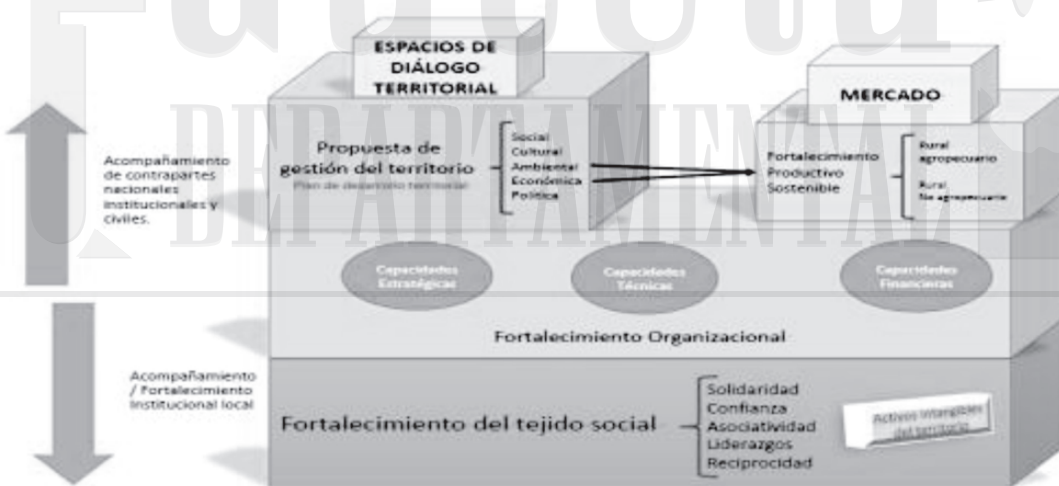 ESPACIOS DE
DIÁLOGO
TERRITORIAL
MERCADO
Propuesta de
gestión del territorio
Plan de desarrollo territorial
Social
Cultural
Ambiental
Económica
Política
Fortalecimiento
Productivo
Sostenible
Rural
agropecuario
Rural
No agropecuario
Acompañamiento
de contrapartes
nacionales
institucionales y
civiles.
DEPARTAMENTAL
Capacidades
Estratégicas
Capacidades
Técnicas
Capacidades
Financieras
Fortalecimiento Organizacional
Acompañamiento
/ Fortalecimiento
Institucional local
Fortalecimiento del tejido social
Solidaridad
Confianza
Asociatividad
Liderazgos
Reciprocidad
Activos intangibles
del territorio